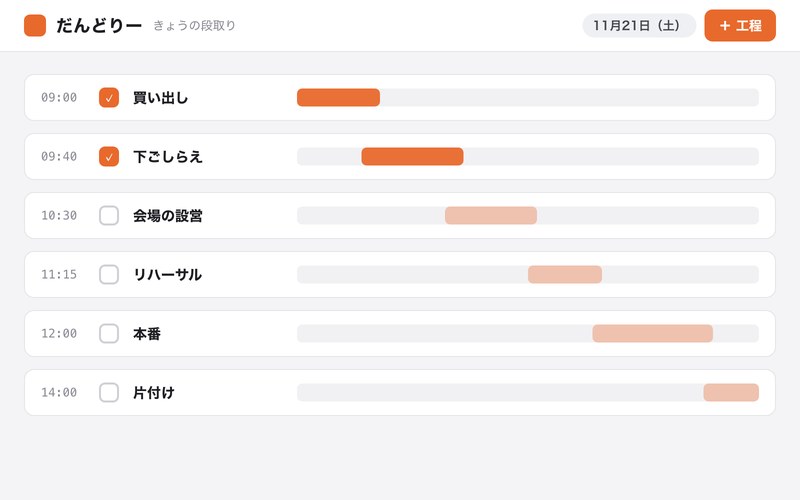 だんどりー きょうの段取り 11月21日（土） ＋ 工程
09:00 買い出し
09:40 下ごしらえ
10:30 会場の設営
11:15 リハーサル
12:00 本番
14:00 片付け